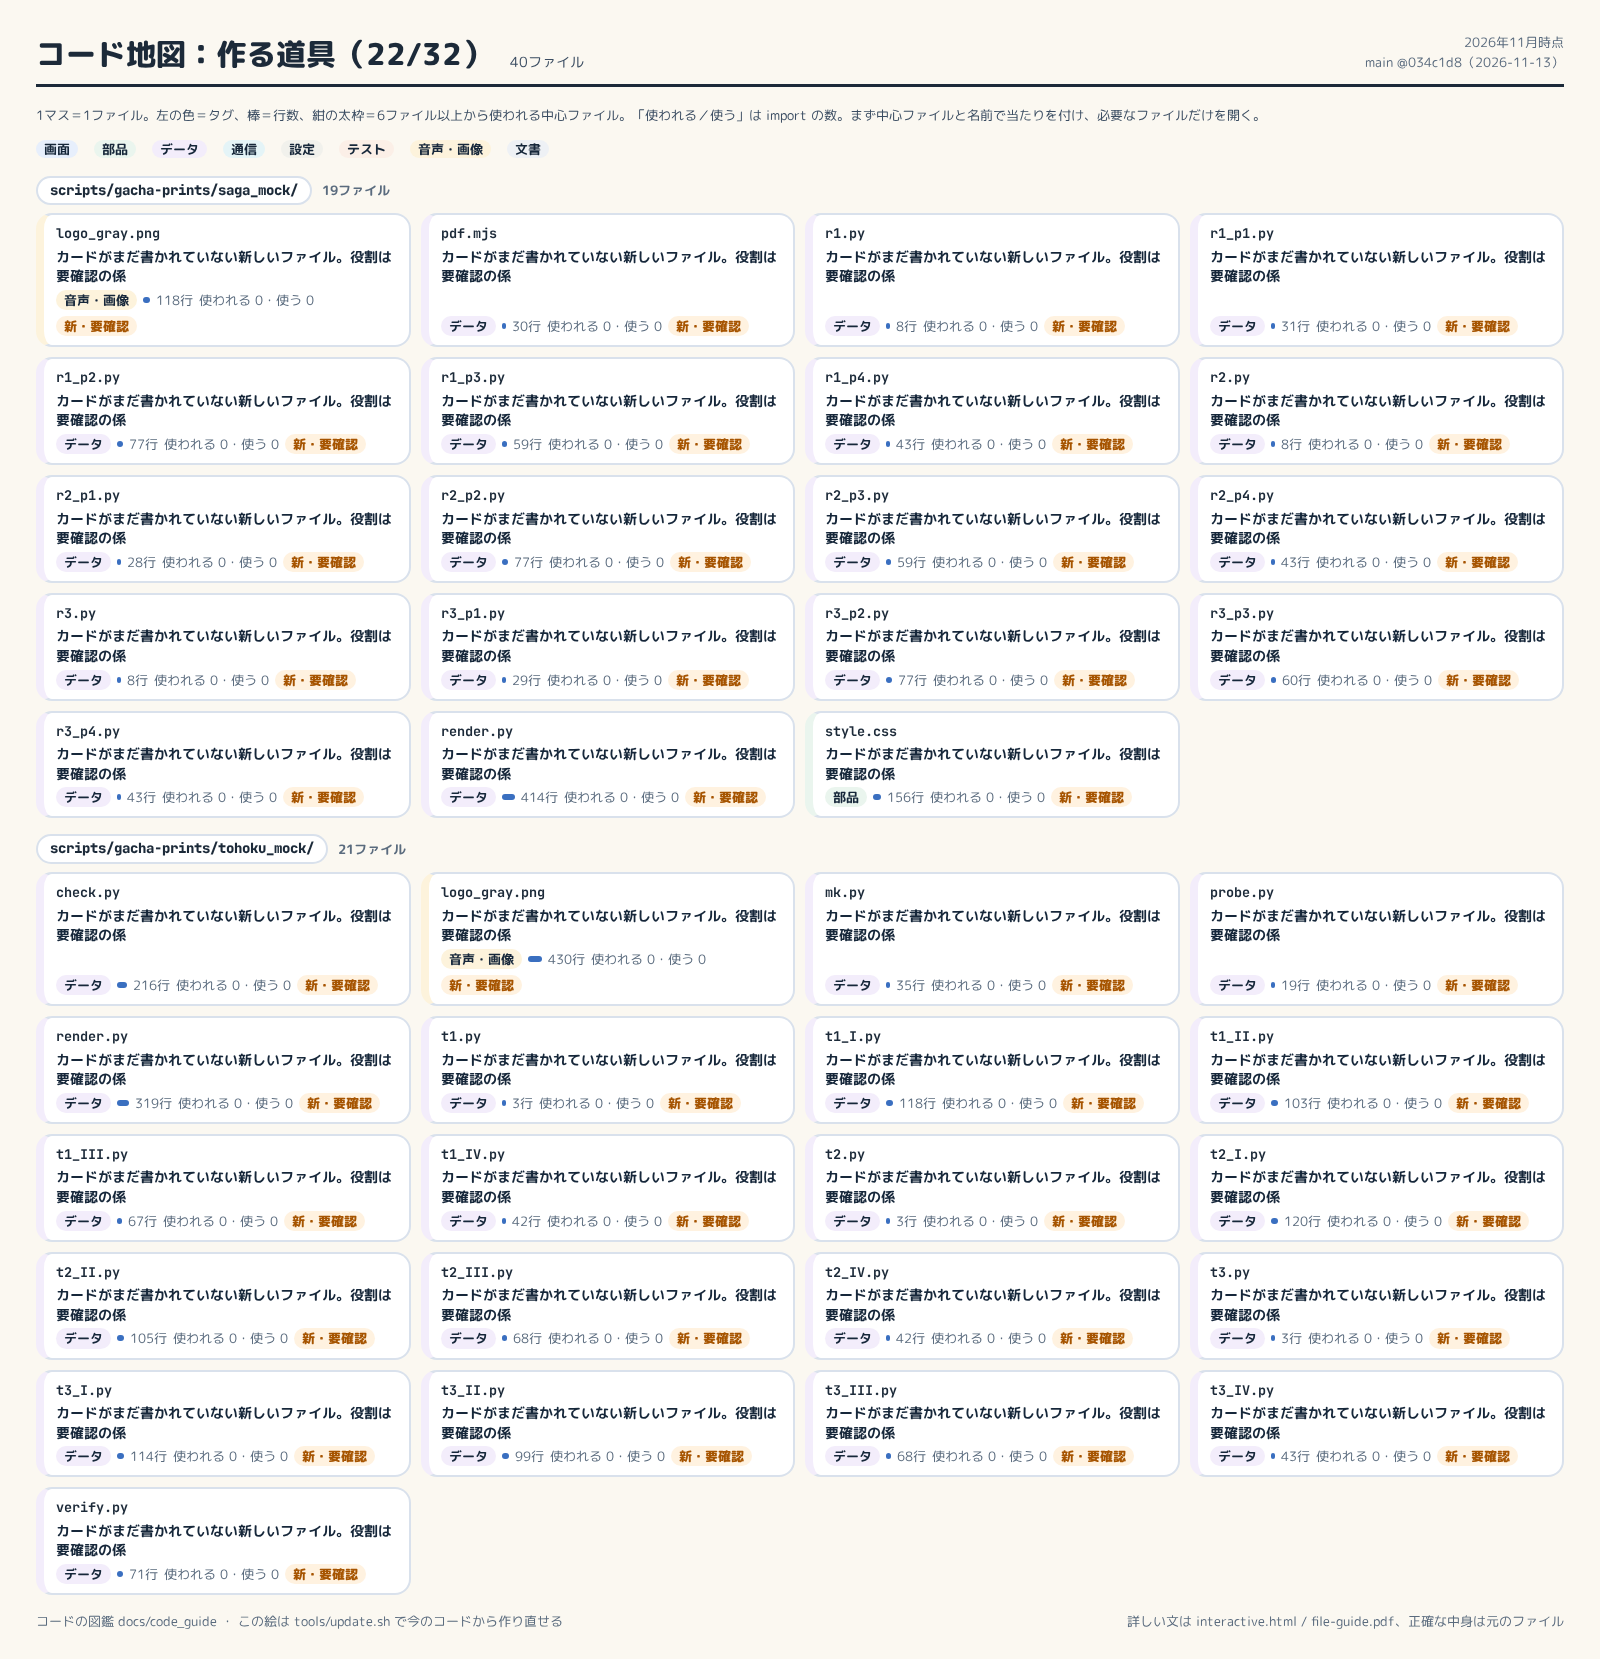 コード地図：作る道具（22/32） 40ファイル
2026年11月時点
main @034c1d8（2026-11-13）
1マス＝1ファイル。左の色＝タグ、棒＝行数、紺の太枠＝6ファイル以上から使われる中心ファイル。「使われる／使う」は import の数。まず中心ファイルと名前で当たりを付け、必要なファイルだけを開く。
画面 部品 データ 通信 設定 テスト 音声・画像 文書
scripts/gacha-prints/saga_mock/ 19ファイル
logo_gray.png
カードがまだ書かれていない新しいファイル。役割は
要確認の係
音声・画像 118行 使われる 0 · 使う 0
新・要確認
pdf.mjs
カードがまだ書かれていない新しいファイル。役割は
要確認の係
データ 30行 使われる 0 · 使う 0 新・要確認
r1.py
カードがまだ書かれていない新しいファイル。役割は
要確認の係
データ 8行 使われる 0 · 使う 0 新・要確認
r1_p1.py
カードがまだ書かれていない新しいファイル。役割は
要確認の係
データ 31行 使われる 0 · 使う 0 新・要確認
r1_p2.py
カードがまだ書かれていない新しいファイル。役割は
要確認の係
データ 77行 使われる 0 · 使う 0 新・要確認
r1_p3.py
カードがまだ書かれていない新しいファイル。役割は
要確認の係
データ 59行 使われる 0 · 使う 0 新・要確認
r1_p4.py
カードがまだ書かれていない新しいファイル。役割は
要確認の係
データ 43行 使われる 0 · 使う 0 新・要確認
r2.py
カードがまだ書かれていない新しいファイル。役割は
要確認の係
データ 8行 使われる 0 · 使う 0 新・要確認
r2_p1.py
カードがまだ書かれていない新しいファイル。役割は
要確認の係
データ 28行 使われる 0 · 使う 0 新・要確認
r2_p2.py
カードがまだ書かれていない新しいファイル。役割は
要確認の係
データ 77行 使われる 0 · 使う 0 新・要確認
r2_p3.py
カードがまだ書かれていない新しいファイル。役割は
要確認の係
データ 59行 使われる 0 · 使う 0 新・要確認
r2_p4.py
カードがまだ書かれていない新しいファイル。役割は
要確認の係
データ 43行 使われる 0 · 使う 0 新・要確認
r3.py
カードがまだ書かれていない新しいファイル。役割は
要確認の係
データ 8行 使われる 0 · 使う 0 新・要確認
r3_p1.py
カードがまだ書かれていない新しいファイル。役割は
要確認の係
データ 29行 使われる 0 · 使う 0 新・要確認
r3_p2.py
カードがまだ書かれていない新しいファイル。役割は
要確認の係
データ 77行 使われる 0 · 使う 0 新・要確認
r3_p3.py
カードがまだ書かれていない新しいファイル。役割は
要確認の係
データ 60行 使われる 0 · 使う 0 新・要確認
r3_p4.py
カードがまだ書かれていない新しいファイル。役割は
要確認の係
データ 43行 使われる 0 · 使う 0 新・要確認
render.py
カードがまだ書かれていない新しいファイル。役割は
要確認の係
データ 414行 使われる 0 · 使う 0 新・要確認
style.css
カードがまだ書かれていない新しいファイル。役割は
要確認の係
部品 156行 使われる 0 · 使う 0 新・要確認
scripts/gacha-prints/tohoku_mock/ 21ファイル
check.py
カードがまだ書かれていない新しいファイル。役割は
要確認の係
データ 216行 使われる 0 · 使う 0 新・要確認
logo_gray.png
カードがまだ書かれていない新しいファイル。役割は
要確認の係
音声・画像 430行 使われる 0 · 使う 0
新・要確認
mk.py
カードがまだ書かれていない新しいファイル。役割は
要確認の係
データ 35行 使われる 0 · 使う 0 新・要確認
probe.py
カードがまだ書かれていない新しいファイル。役割は
要確認の係
データ 19行 使われる 0 · 使う 0 新・要確認
render.py
カードがまだ書かれていない新しいファイル。役割は
要確認の係
データ 319行 使われる 0 · 使う 0 新・要確認
t1.py
カードがまだ書かれていない新しいファイル。役割は
要確認の係
データ 3行 使われる 0 · 使う 0 新・要確認
t1_I.py
カードがまだ書かれていない新しいファイル。役割は
要確認の係
データ 118行 使われる 0 · 使う 0 新・要確認
t1_II.py
カードがまだ書かれていない新しいファイル。役割は
要確認の係
データ 103行 使われる 0 · 使う 0 新・要確認
t1_III.py
カードがまだ書かれていない新しいファイル。役割は
要確認の係
データ 67行 使われる 0 · 使う 0 新・要確認
t1_IV.py
カードがまだ書かれていない新しいファイル。役割は
要確認の係
データ 42行 使われる 0 · 使う 0 新・要確認
t2.py
カードがまだ書かれていない新しいファイル。役割は
要確認の係
データ 3行 使われる 0 · 使う 0 新・要確認
t2_I.py
カードがまだ書かれていない新しいファイル。役割は
要確認の係
データ 120行 使われる 0 · 使う 0 新・要確認
t2_II.py
カードがまだ書かれていない新しいファイル。役割は
要確認の係
データ 105行 使われる 0 · 使う 0 新・要確認
t2_III.py
カードがまだ書かれていない新しいファイル。役割は
要確認の係
データ 68行 使われる 0 · 使う 0 新・要確認
t2_IV.py
カードがまだ書かれていない新しいファイル。役割は
要確認の係
データ 42行 使われる 0 · 使う 0 新・要確認
t3.py
カードがまだ書かれていない新しいファイル。役割は
要確認の係
データ 3行 使われる 0 · 使う 0 新・要確認
t3_I.py
カードがまだ書かれていない新しいファイル。役割は
要確認の係
データ 114行 使われる 0 · 使う 0 新・要確認
t3_II.py
カードがまだ書かれていない新しいファイル。役割は
要確認の係
データ 99行 使われる 0 · 使う 0 新・要確認
t3_III.py
カードがまだ書かれていない新しいファイル。役割は
要確認の係
データ 68行 使われる 0 · 使う 0 新・要確認
t3_IV.py
カードがまだ書かれていない新しいファイル。役割は
要確認の係
データ 43行 使われる 0 · 使う 0 新・要確認
verify.py
カードがまだ書かれていない新しいファイル。役割は
要確認の係
データ 71行 使われる 0 · 使う 0 新・要確認
コードの図鑑 docs/code_guide · この絵は tools/update.sh で今のコードから作り直せる
詳しい文は interactive.html / file-guide.pdf、正確な中身は元のファイル